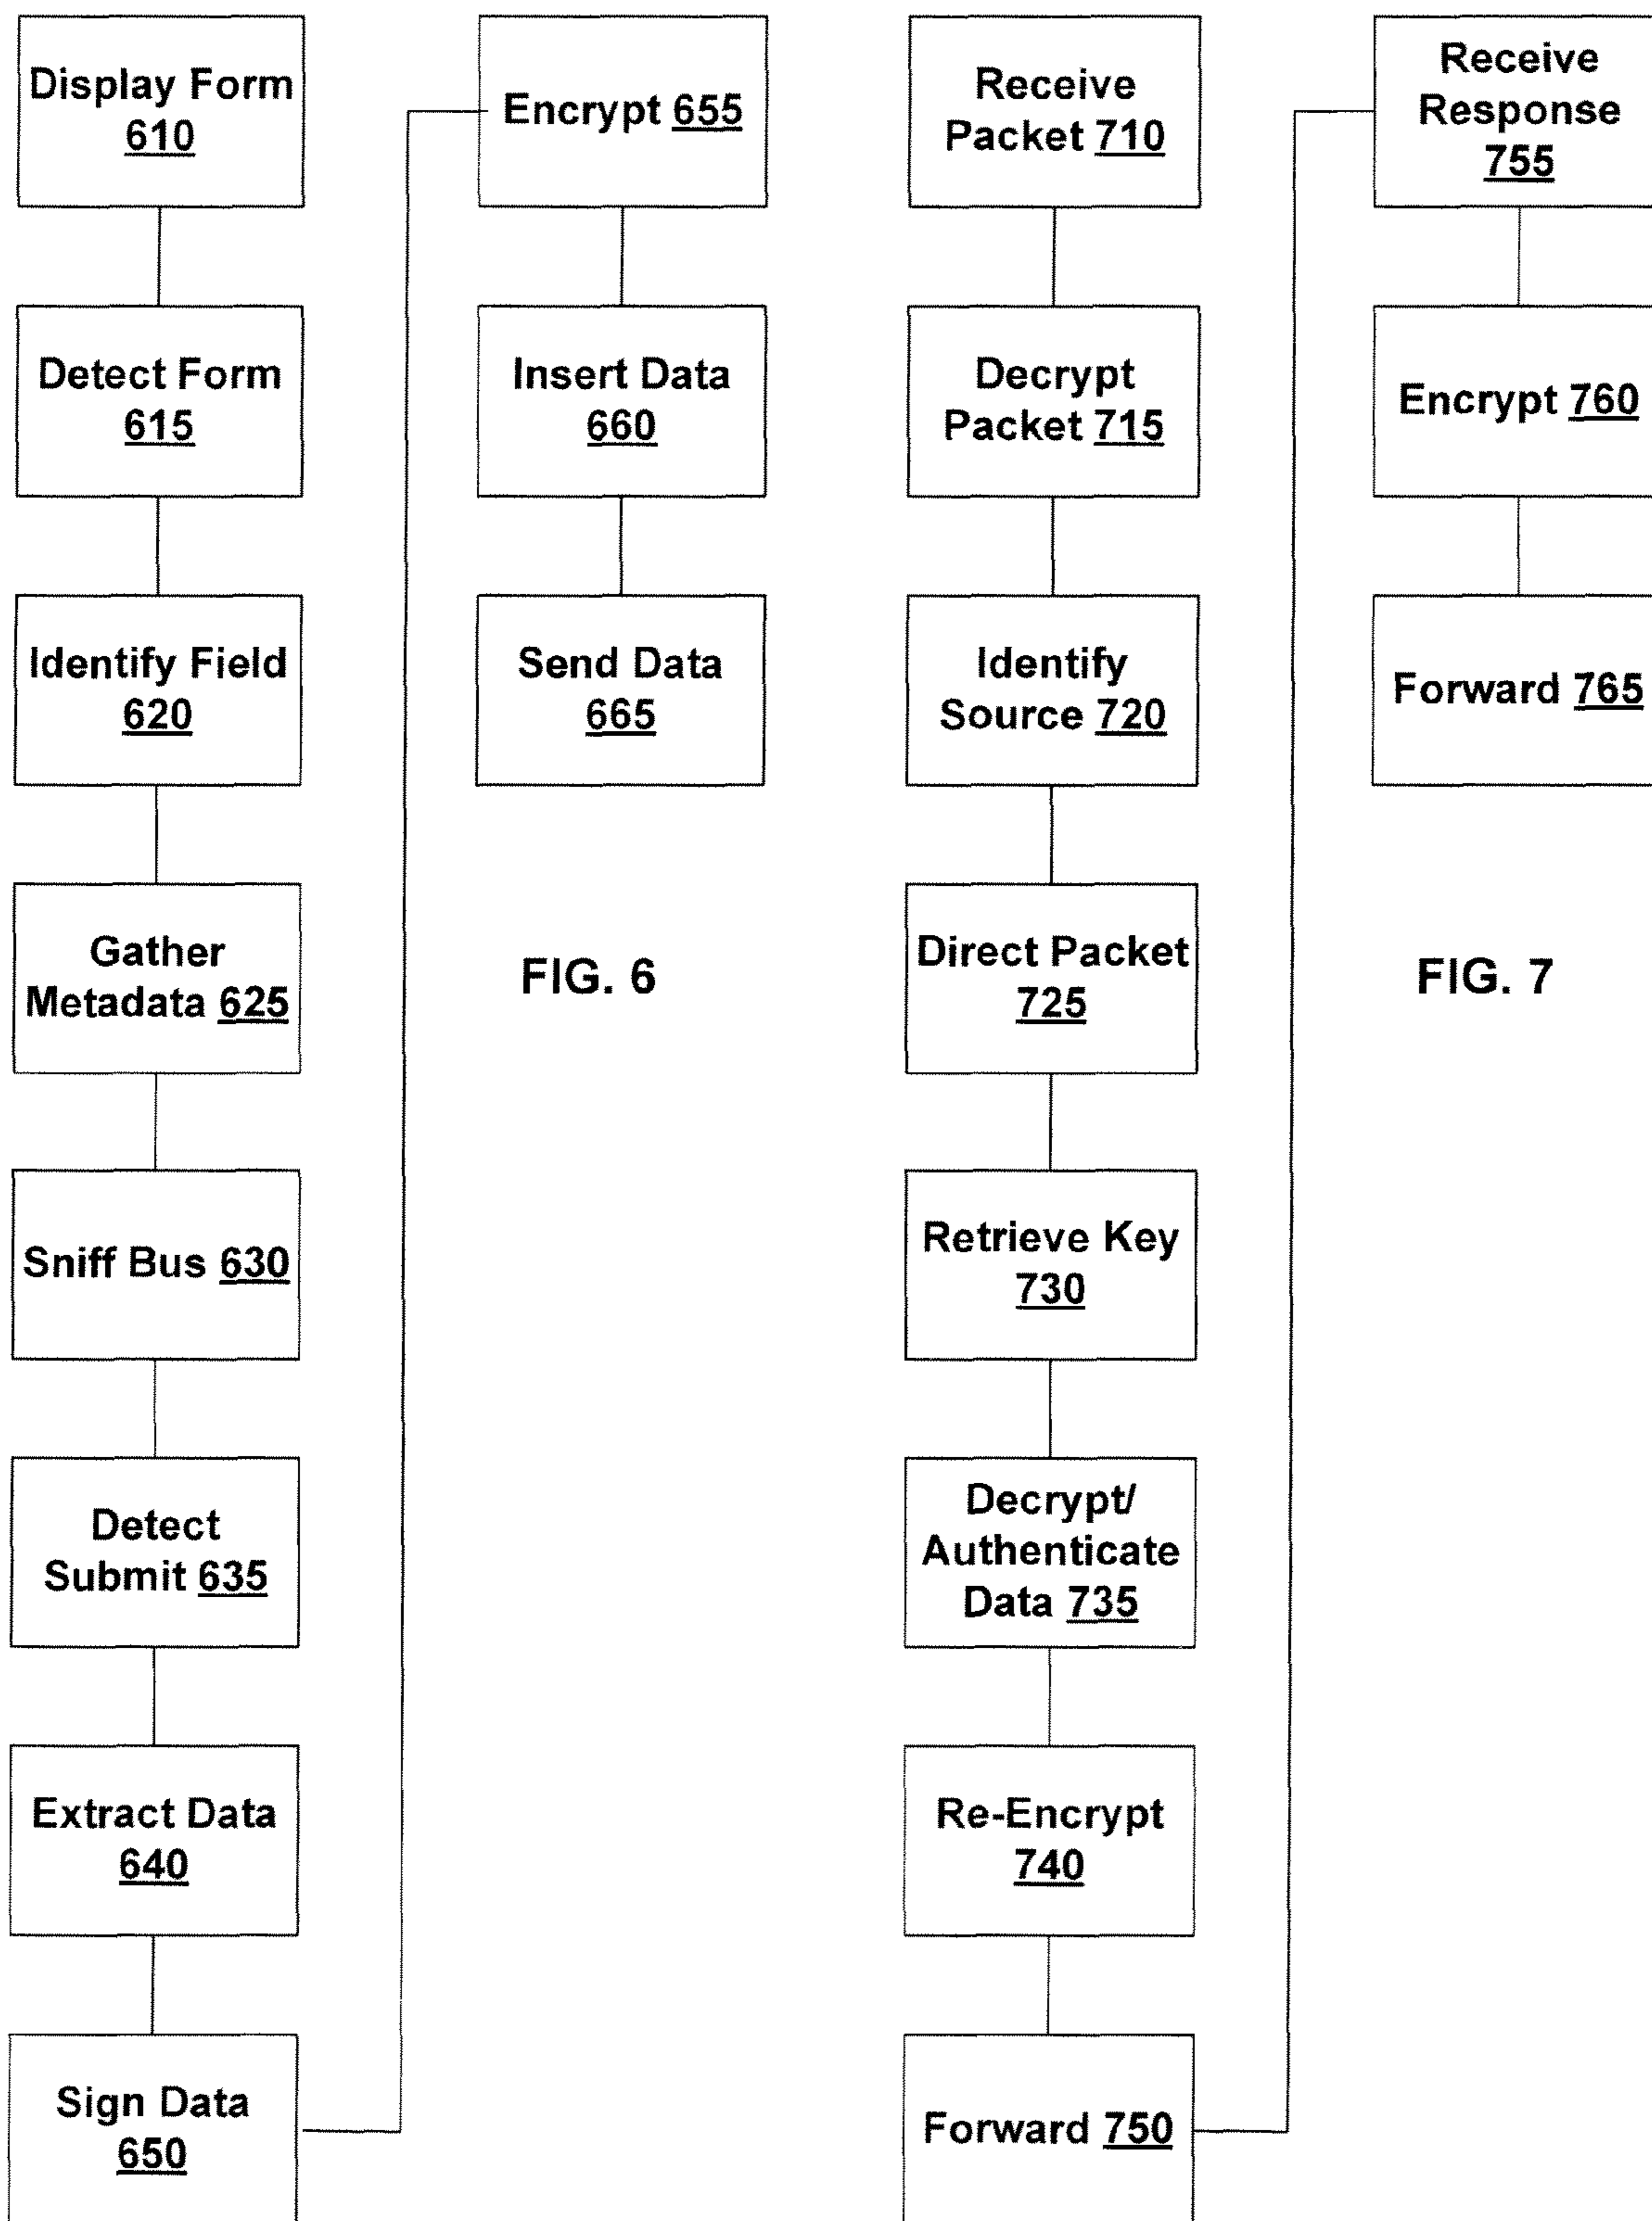 Display Form
610
Detect Form
615
Identify Field
620
Gather
Metadata 625
Sniff Bus 630
Detect
Submit 635
Extract Data
640
Sign Data
650
Encrypt 655
Insert Data
660
Send Data
665
FIG. 6
Receive
Packet 710
Decrypt
Packet 715
Identify
Source 720
Direct Packet
725
Retrieve Key
730
Decrypt/
Authenticate
Data 735
Re-Encrypt
740
Forward 750
Receive
Response
755
Encrypt 760
Forward 765
FIG. 7